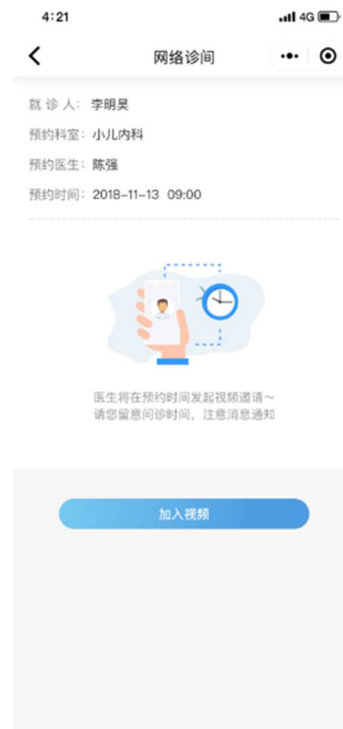 4:21
4G
网络诊间
就 诊 人： 李明昊
预约科室：小儿内科
预约医生：陈强
预约时间：2018-11-13 09:00
医生将在预约时间发起视频邀请～
请您留意问诊时间，注意消息通知
加入视频